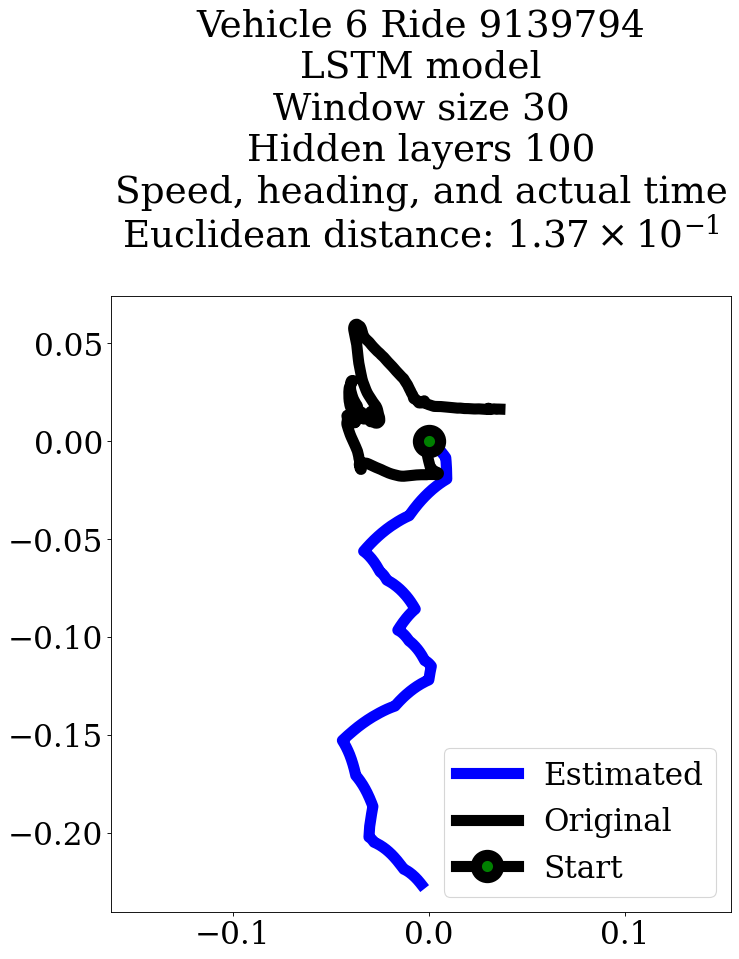 Vehicle 6 Ride 9139794
LSTM model
Window size 30
Hidden layers 100
Speed, heading, and actual time
Euclidean distance: 1.37 × 10⁻¹
0.05
0.00
−0.05
−0.10
−0.15
−0.20
Estimated
Original
Start
−0.1
0.0
0.1